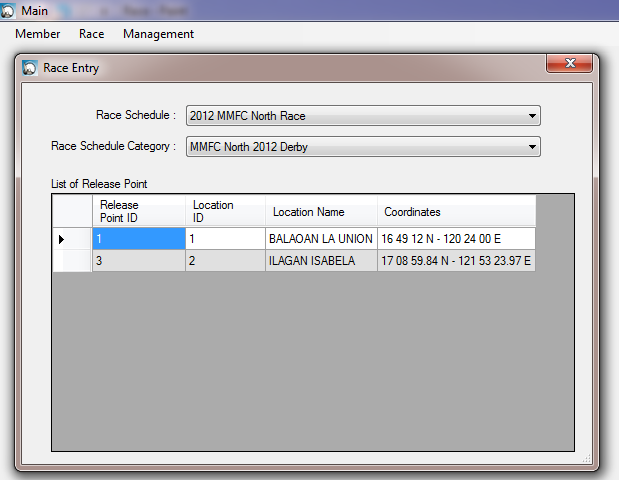 Main
Member Race Management
Race Entry
Race Schedule : 2012 MMFC North Race
Race Schedule Category : MMFC North 2012 Derby
List of Release Point
Release Point ID Location ID Location Name Coordinates
1 1 BALAOAN LA UNION 16 49 12 N - 120 24 00 E
3 2 ILAGAN ISABELA 17 08 59.84 N - 121 53 23.97 E